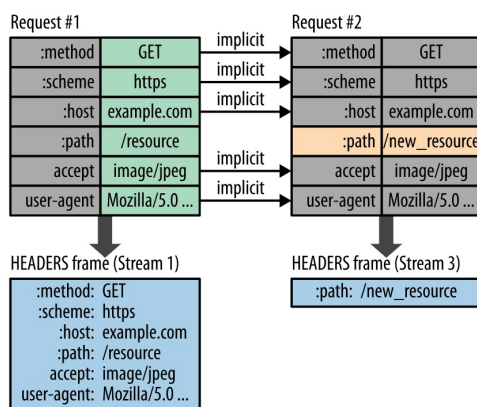 Request #1
:method GET
:scheme https
:host example.com
:path /resource
accept image/jpeg
user-agent Mozilla/5.0 ...
implicit
implicit
implicit
implicit
implicit
Request #2
:method GET
:scheme https
:host example.com
:path /new_resource
accept image/jpeg
user-agent Mozilla/5.0 ...
HEADERS frame (Stream 1)
:method: GET
:scheme: https
:host: example.com
:path: /resource
accept: image/jpeg
user-agent: Mozilla/5.0 ...
HEADERS frame (Stream 3)
:path: /new_resource